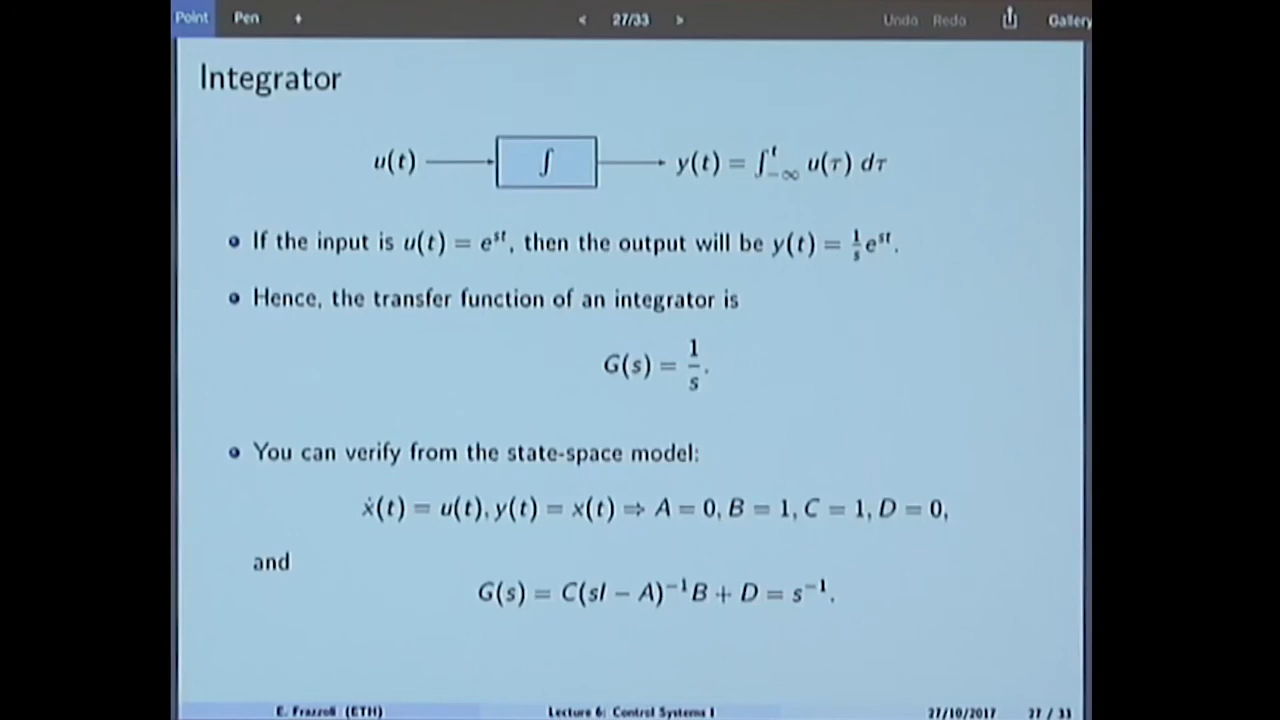 Point Pen + < 27/33 > Undo Redo Gallery
Integrator
u(t) ∫ y(t) = ∫_{-∞}^{t} u(τ) dτ
If the input is u(t) = e^{st}, then the output will be y(t) = \frac{1}{s} e^{st}.
Hence, the transfer function of an integrator is
G(s) = \frac{1}{s}.
You can verify from the state-space model:
ẋ(t) = u(t), y(t) = x(t) ⇒ A = 0, B = 1, C = 1, D = 0,
and
G(s) = C(sI − A)^{−1}B + D = s^{−1}.
E. Frazzoli (ETH) Lecture 6: Control Systems I 27/10/2017 27 / 33